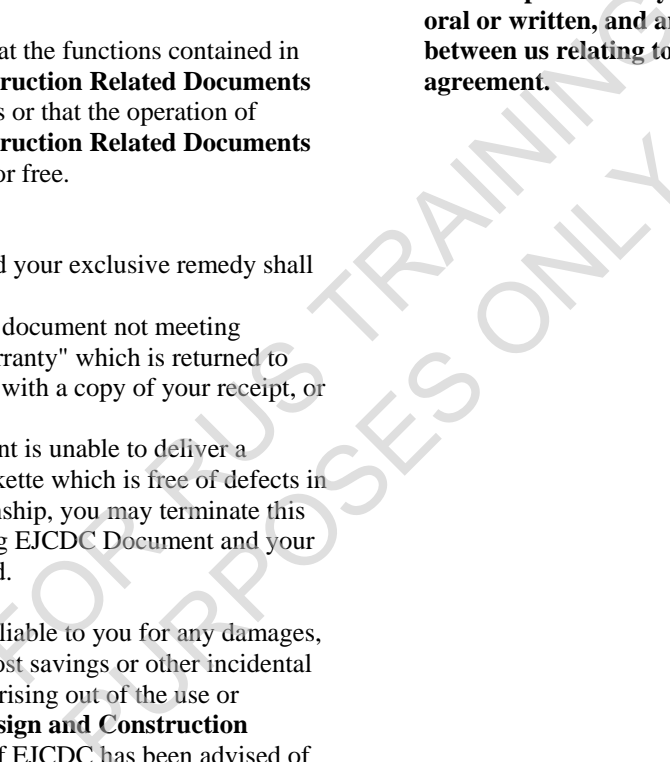 at the functions contained in
ruction Related Documents
s or that the operation of
ruction Related Documents
or free.
d your exclusive remedy shall
document not meeting
rranty" which is returned to
with a copy of your receipt, or
nt is unable to deliver a
kette which is free of defects in
nship, you may terminate this
g EJCDC Document and your
d.
liable to you for any damages,
ost savings or other incidental
rising out of the use or
sign and Construction
f EJCDC has been advised of
oral or written, and a
between us relating to
agreement.
FOR RUS TRAINING
PURPOSES ONLY